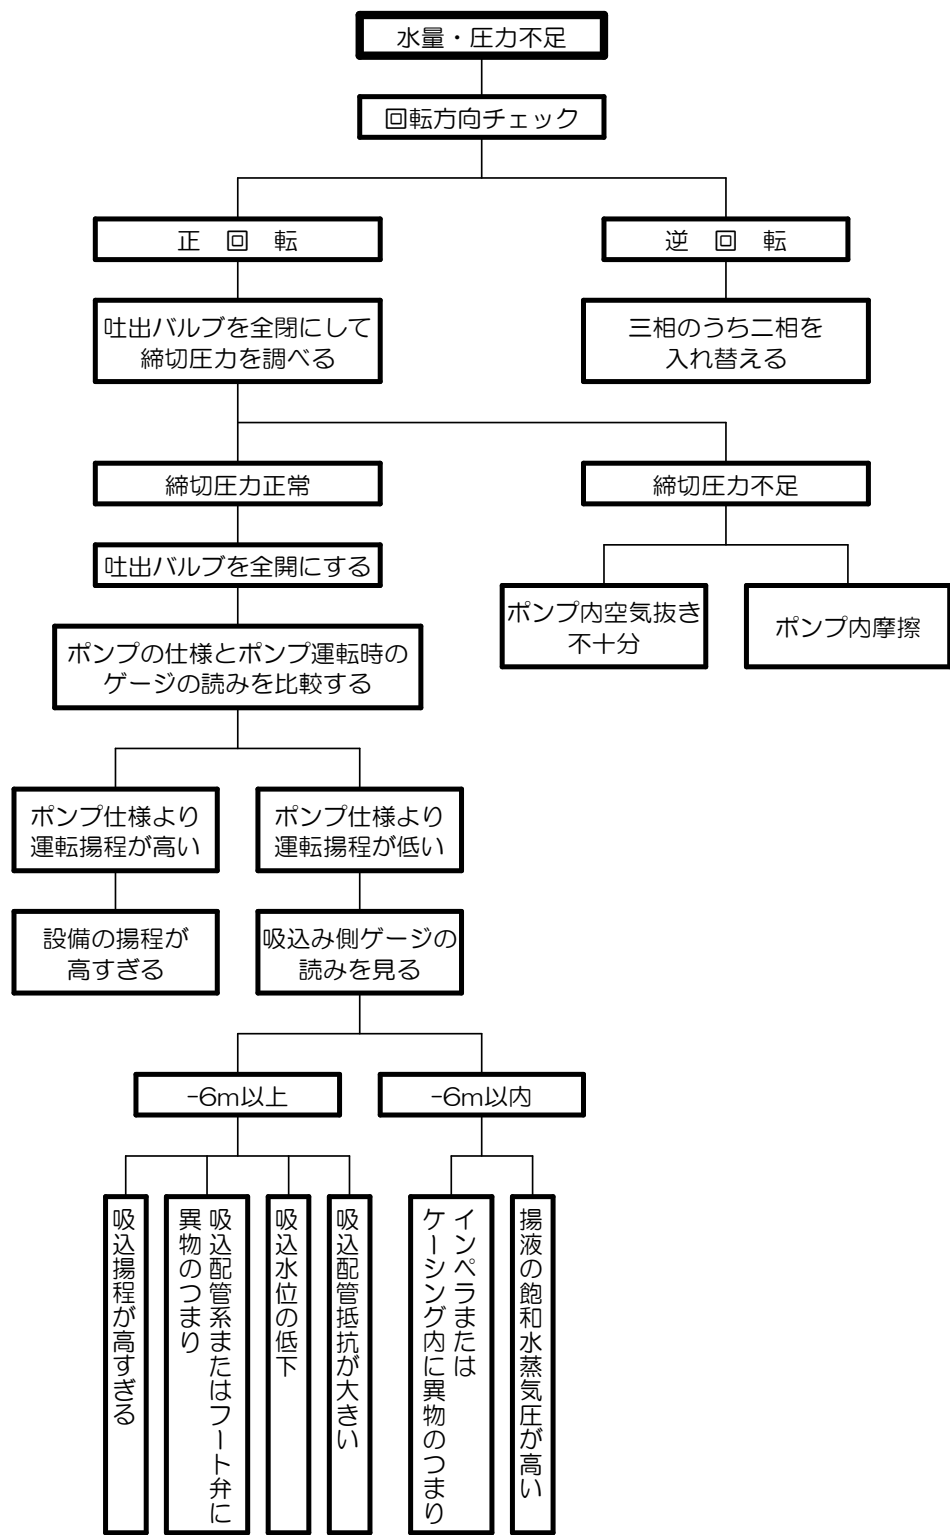 水量・圧力不足
回転方向チェック
正 回 転
逆 回 転
吐出バルブを全閉にして
締切圧力を調べる
三相のうち二相を
入れ替える
締切圧力正常
締切圧力不足
吐出バルブを全開にする
ポンプ内空気抜き
不十分
ポンプ内摩擦
ポンプの仕様とポンプ運転時の
ゲージの読みを比較する
ポンプ仕様より
運転揚程が高い
ポンプ仕様より
運転揚程が低い
設備の揚程が
高すぎる
吸込み側ゲージの
読みを見る
-6m以上
-6m以内
吸込揚程が高すぎる
吸込配管系またはフート弁に
異物のつまり
吸込水位の低下
吸込配管抵抗が大きい
インペラまたは
ケーシング内に異物のつまり
揚液の飽和水蒸気圧が高い